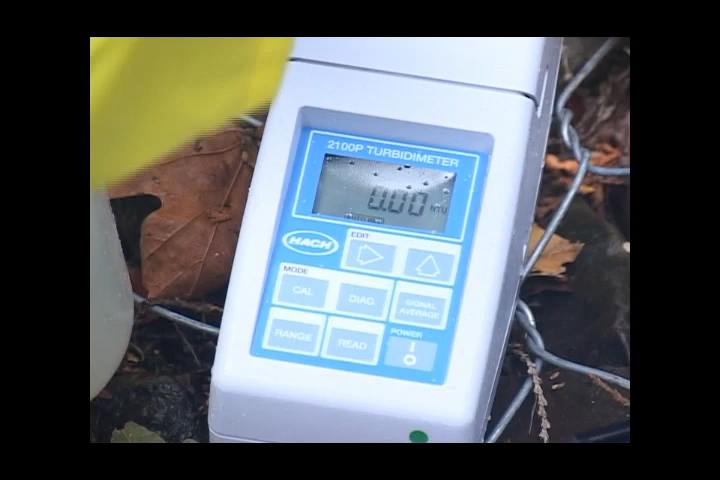 2100P TURBIDIMETER
0.00 NTU
HACH
EDIT
MODE
CAL
DIAG
SIGNAL
AVERAGE
RANGE
READ
POWER
I
O